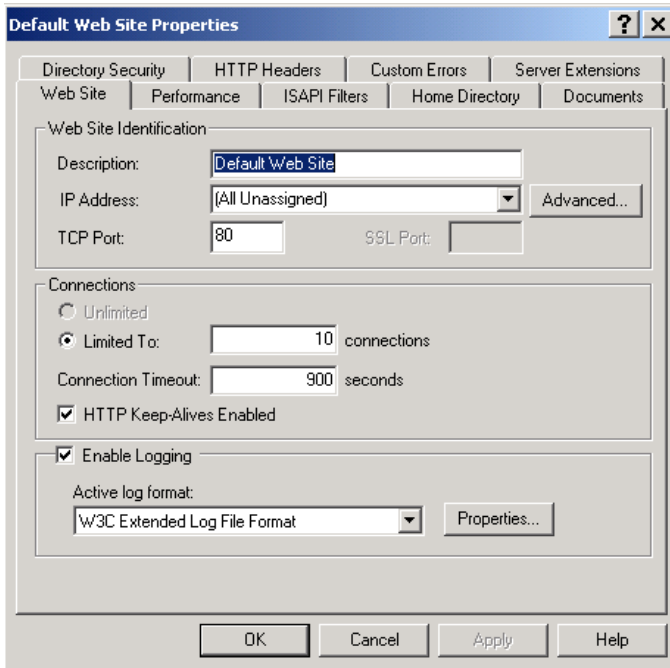 Default Web Site Properties
Directory Security HTTP Headers Custom Errors Server Extensions
Web Site Performance ISAPI Filters Home Directory Documents
Web Site Identification
Description: Default Web Site
IP Address: (All Unassigned) Advanced...
TCP Port: 80 SSL Port:
Connections
Unlimited
Limited To: 10 connections
Connection Timeout: 900 seconds
HTTP Keep-Alives Enabled
Enable Logging
Active log format:
W3C Extended Log File Format Properties...
OK Cancel Apply Help